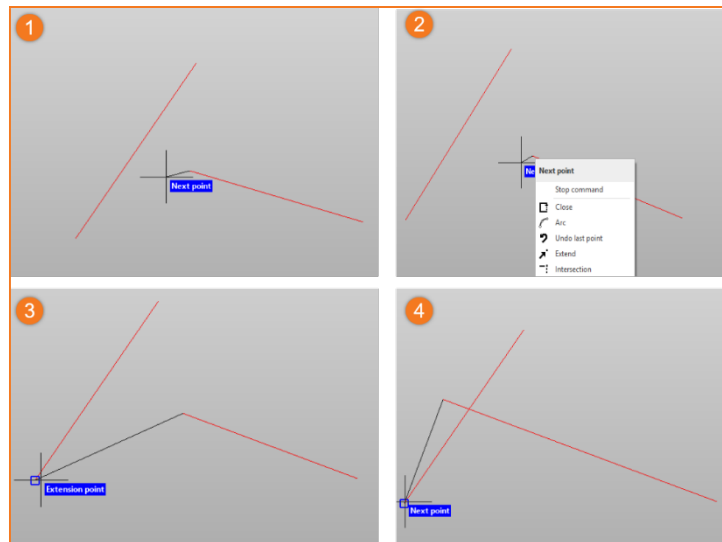 1
Next point
2
Ne
Next point
Stop command
Close
Arc
Undo last point
Extend
Intersection
3
Extension point
4
Next point